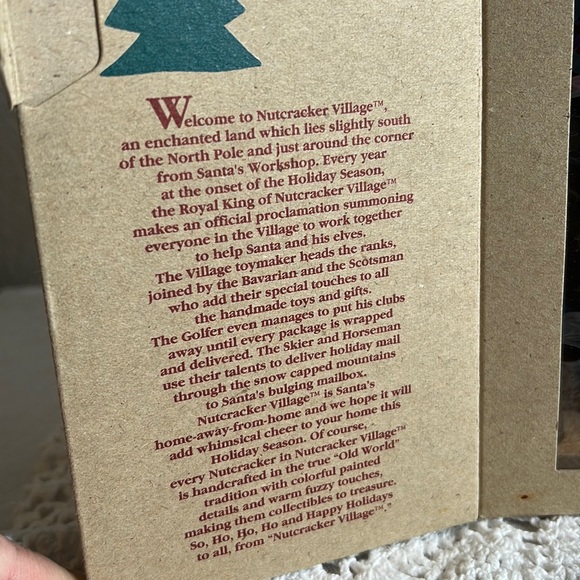 Welcome to Nutcracker Village™,
an enchanted land which lies slightly south
of the North Pole and just around the corner
from Santa's Workshop. Every year
at the onset of the Holiday Season,
the Royal King of Nutcracker Village™
makes an official proclamation summoning
everyone in the Village to work together
to help Santa and his elves.
The Village toymaker heads the ranks,
joined by the Bavarian and the Scotsman
who add their special touches to all
the handmade toys and gifts.
The Golfer even manages to put his clubs
away until every package is wrapped
and delivered. The Skier and Horseman
use their talents to deliver holiday mail
through the snow capped mountains
to Santa's bulging mailbox.
Nutcracker Village™ is Santa's
home-away-from-home and we hope it will
add whimsical cheer to your home this
Holiday Season. Of course,
every Nutcracker in Nutcracker Village™
is handcrafted in the true "Old World"
tradition with colorful painted
details and warm fuzzy touches,
making them collectibles to treasure.
So, Ho, Ho, Ho and Happy Holidays
to all, from "Nutcracker Village™."